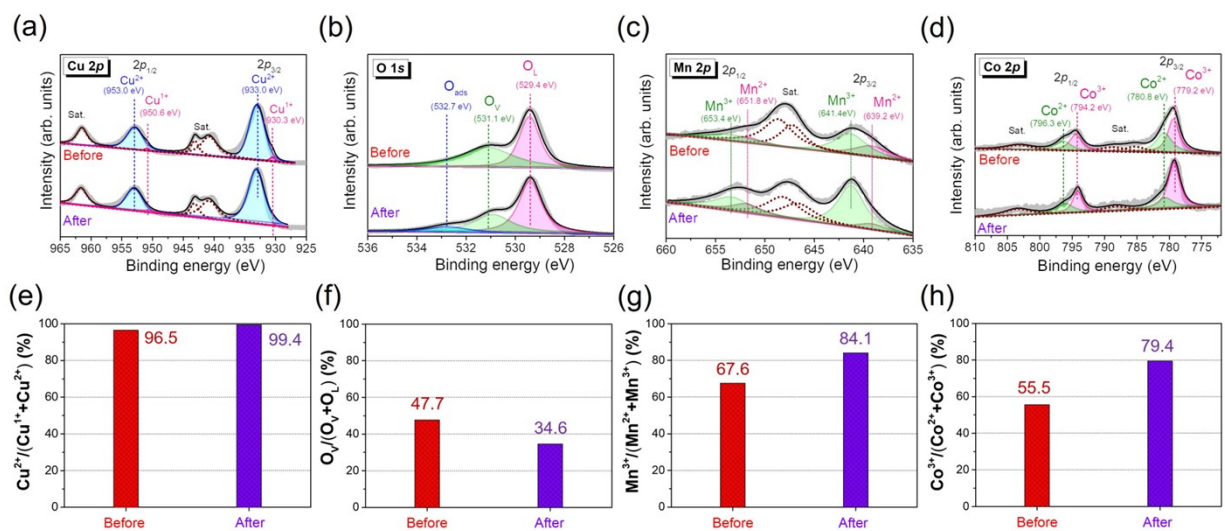 (a)
Cu 2p
2p1/2
Cu2+
(953.0 eV)
Cu1+
(950.6 eV)
2p3/2
Cu2+
(933.0 eV)
Cu1+
(930.3 eV)
Sat.
Sat.
Before
After
Intensity (arb. units)
965 960 955 950 945 940 935 930 925
Binding energy (eV)
(b)
O 1s
Oads
(532.7 eV)
OV
(531.1 eV)
OL
(529.4 eV)
Before
After
Intensity (arb. units)
536 534 532 530 528 526
Binding energy (eV)
(c)
Mn 2p
2p1/2
Mn2+
(651.8 eV)
Mn3+
(653.4 eV)
Sat.
2p3/2
Mn3+
(641.4eV)
Mn2+
(639.2 eV)
Before
After
Intensity (arb. units)
660 655 528 650 645 640 635
Binding energy (eV)
(d)
Co 2p
2p1/2
Co3+
(794.2 eV)
Co2+
(796.3 eV)
2p3/2
Co3+
(779.2 eV)
Co2+
(780.8 eV)
Sat.
Sat.
Before
After
Intensity (arb. units)
810 800 790 780 770
Binding energy (eV)
(e)
Cu2+/(Cu1++Cu2+) (%)
100
80
60
40
20
0
96.5
99.4
Before
After
(f)
OV/(OV+OL) (%)
100
80
60
40
20
0
47.7
34.6
Before
After
(g)
Mn3+/(Mn2++Mn3+) (%)
100
80
60
40
20
0
67.6
84.1
Before
After
(h)
Co3+/(Co2++Co3+) (%)
100
80
60
40
20
0
55.5
79.4
Before
After